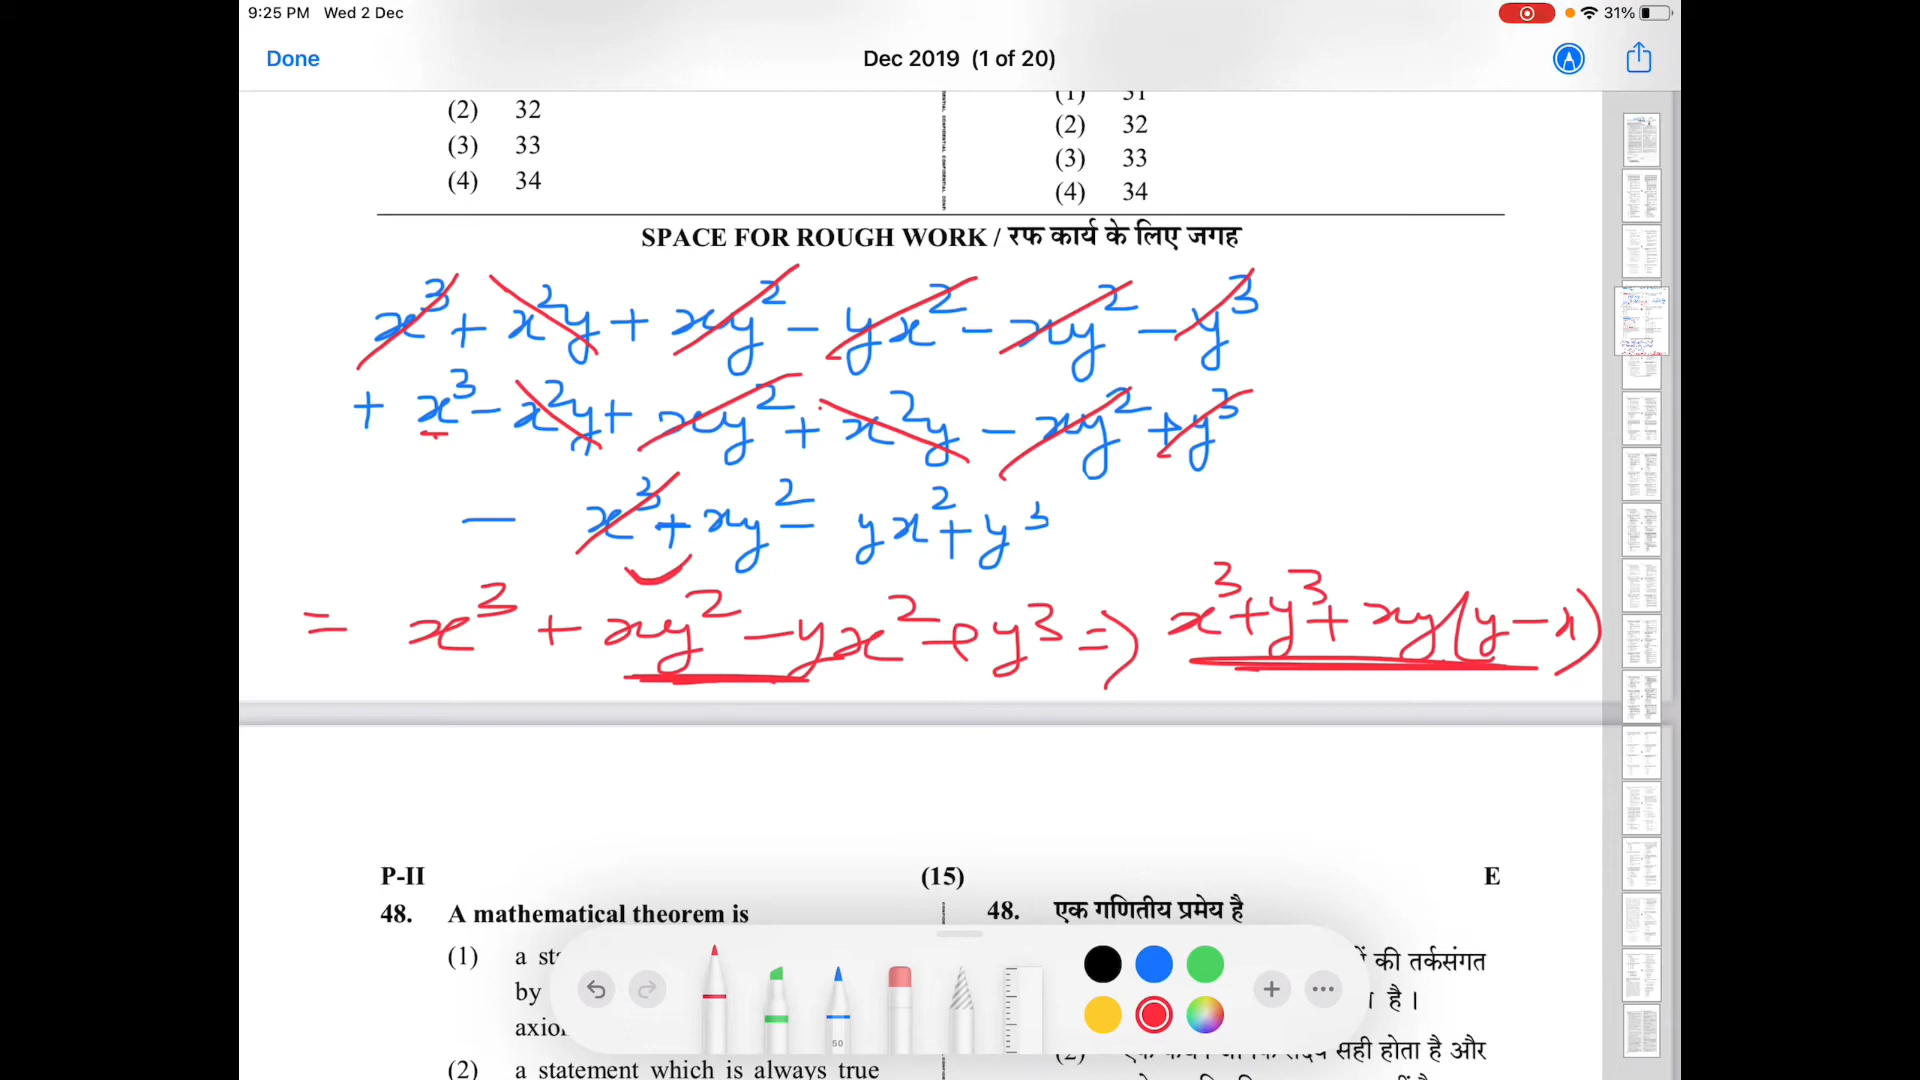 9:25 PM Wed 2 Dec 31%
Done Dec 2019 (1 of 20)
(1) 31
(2) 32 (2) 32
(3) 33 (3) 33
(4) 34 (4) 34
SPACE FOR ROUGH WORK / रफ कार्य के लिए जगह
x³ + x²y + xy² - yx² - xy² - y³
+ x³ - x²y + xy² + x²y - xy² + y³
- x³ + xy² - yx² + y³
= x³ + xy² - yx² + y³ => x³ + y³ + xy(y - x)
P-II (15) E
48. A mathematical theorem is 48. एक गणितीय प्रमेय है
(1) a की तर्कसंगत
by है।
(2) a statement which is always true सही होता है और
50